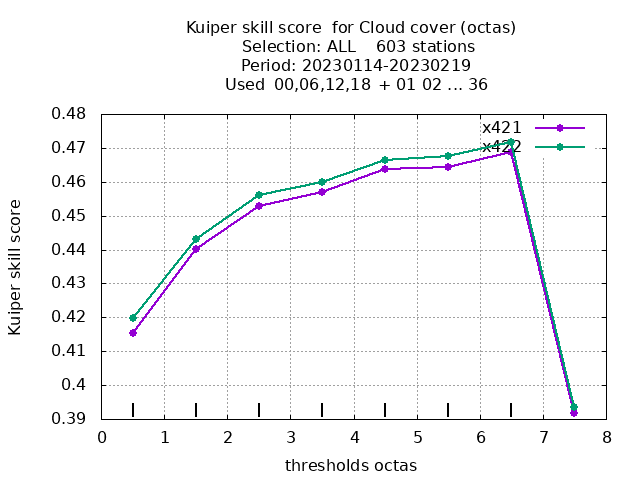 Kuiper skill score  for Cloud cover (octas)
Selection: ALL    603 stations
Period: 20230114-20230219
Used  00,06,12,18  + 01 02 ... 36
x421
x422
0.48
0.47
0.46
0.45
0.44
0.43
0.42
0.41
0.4
0.39
Kuiper skill score
0 1 2 3 4 5 6 7 8
thresholds octas